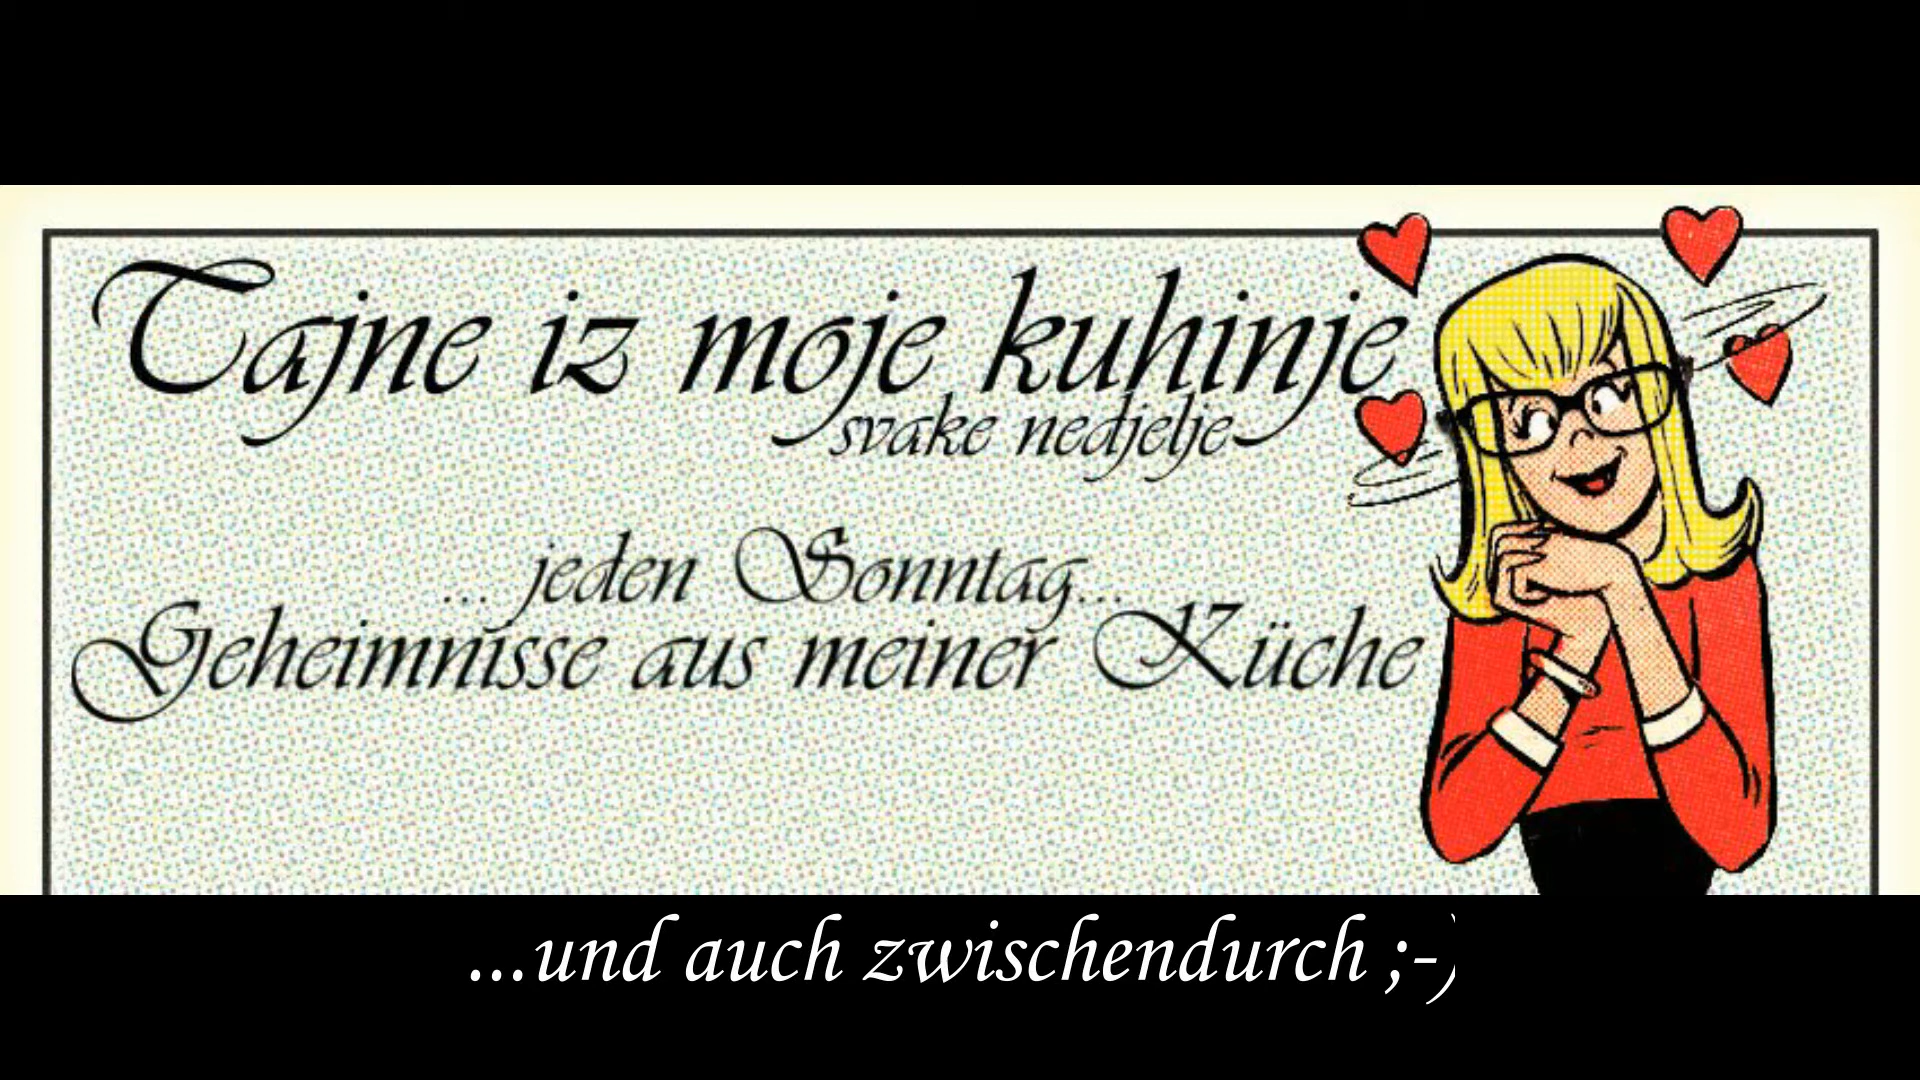 Tajne iz moje kuhinje
svake nedjelje
... jeden Sonntag...
Geheimnisse aus meiner Küche
...und auch zwischendurch ;-)